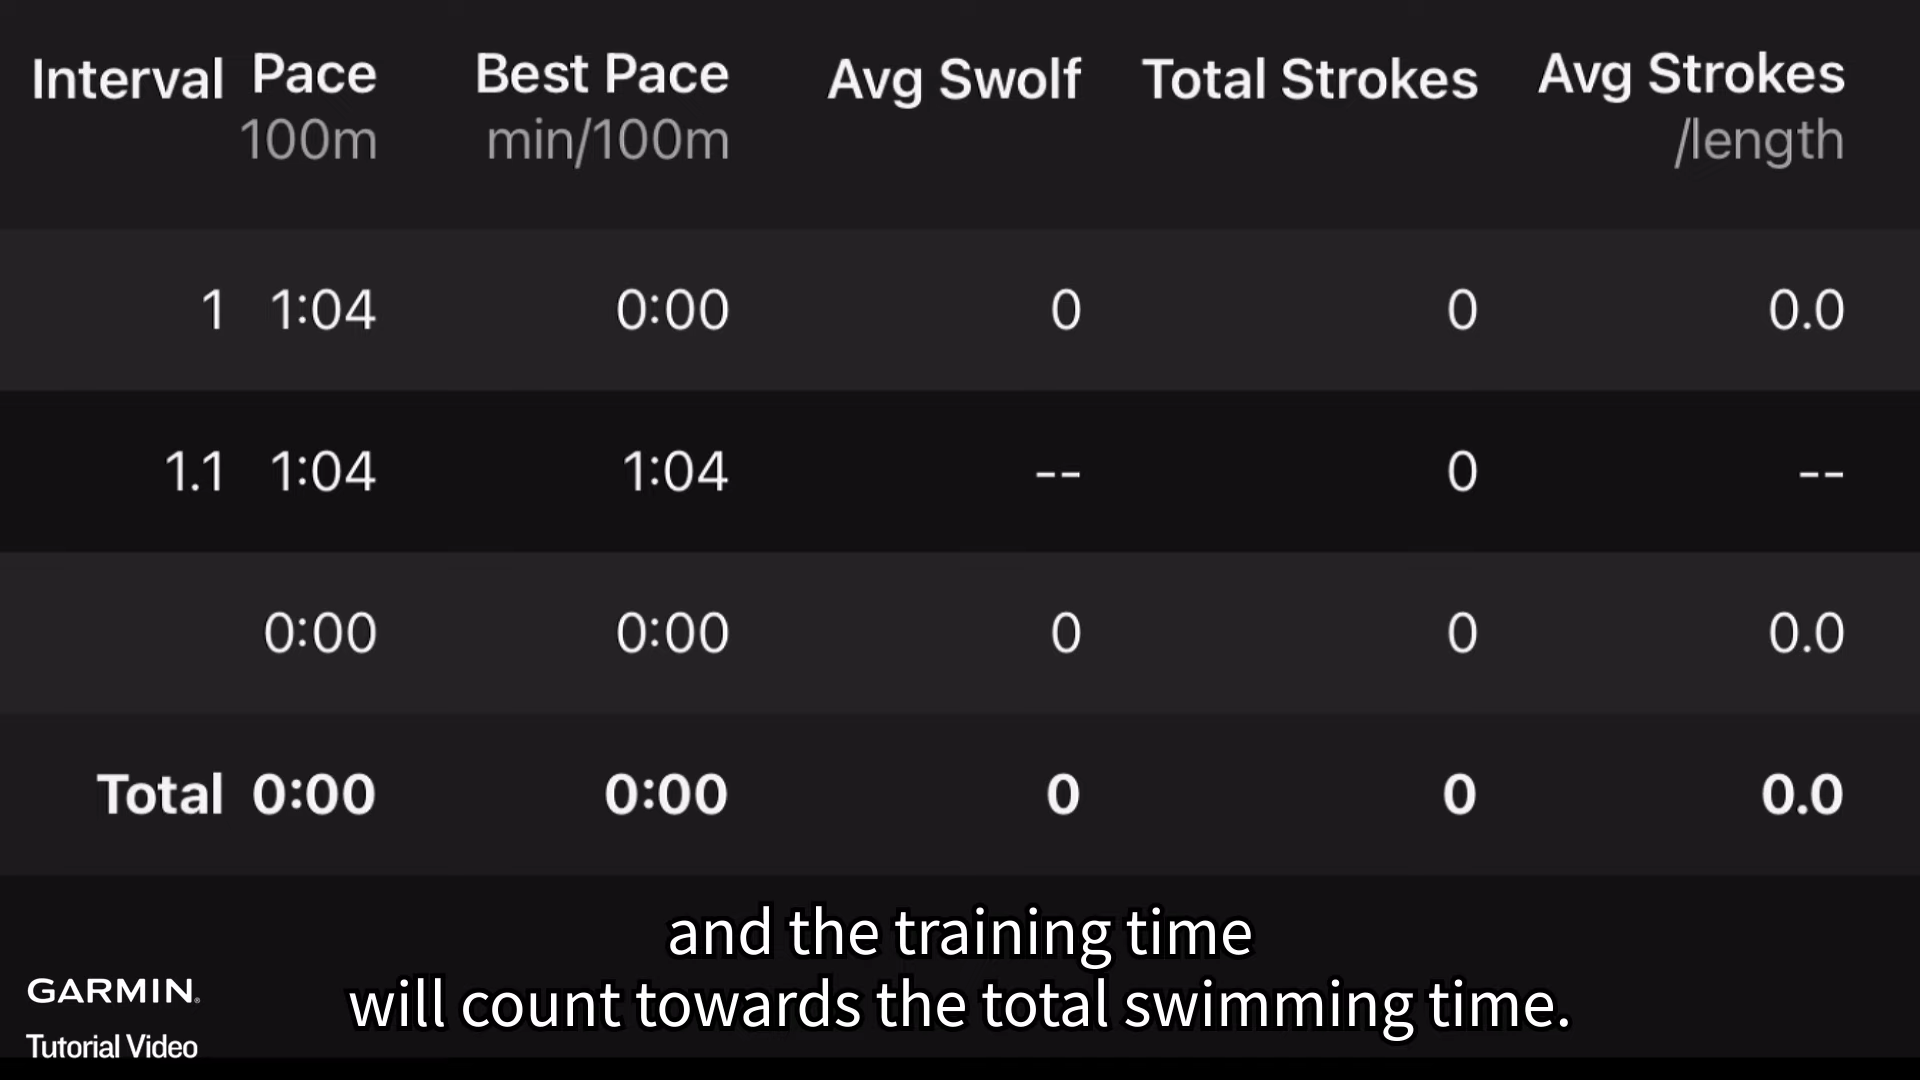 Interval Pace Best Pace Avg Swolf Total Strokes Avg Strokes
100m min/100m /length
1 1:04 0:00 0 0 0.0
1.1 1:04 1:04 -- 0 --
0:00 0:00 0 0 0.0
Total 0:00 0:00 0 0 0.0
and the training time
will count towards the total swimming time.
GARMIN.
Tutorial Video